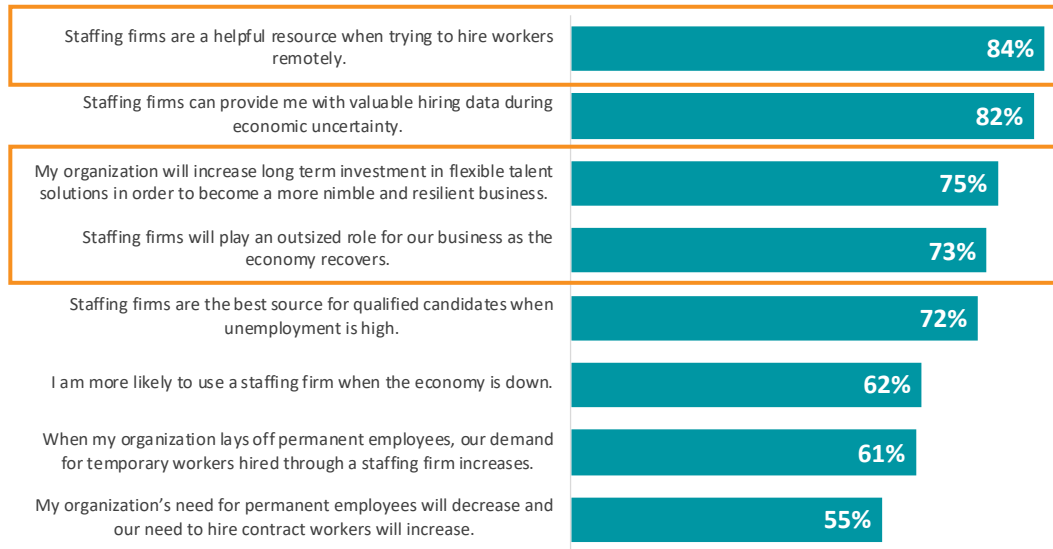 Staffing firms are a helpful resource when trying to hire workers
remotely.
84%
Staffing firms can provide me with valuable hiring data during
economic uncertainty.
82%
My organization will increase long term investment in flexible talent
solutions in order to become a more nimble and resilient business.
75%
Staffing firms will play an outsized role for our business as the
economy recovers.
73%
Staffing firms are the best source for qualified candidates when
unemployment is high.
72%
I am more likely to use a staffing firm when the economy is down.
62%
When my organization lays off permanent employees, our demand
for temporary workers hired through a staffing firm increases.
61%
My organization’s need for permanent employees will decrease and
our need to hire contract workers will increase.
55%